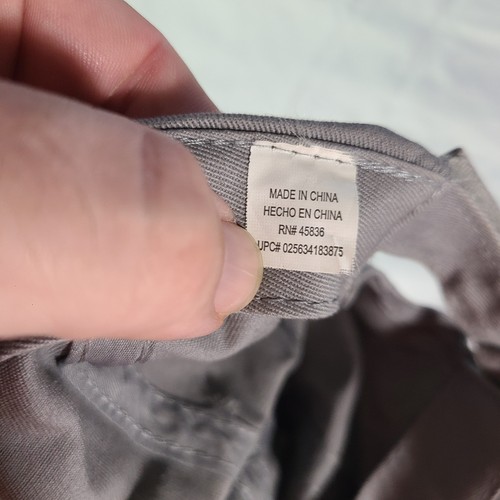 MADE IN CHINA
HECHO EN CHINA
RN# 45836
UPC# 025634183875